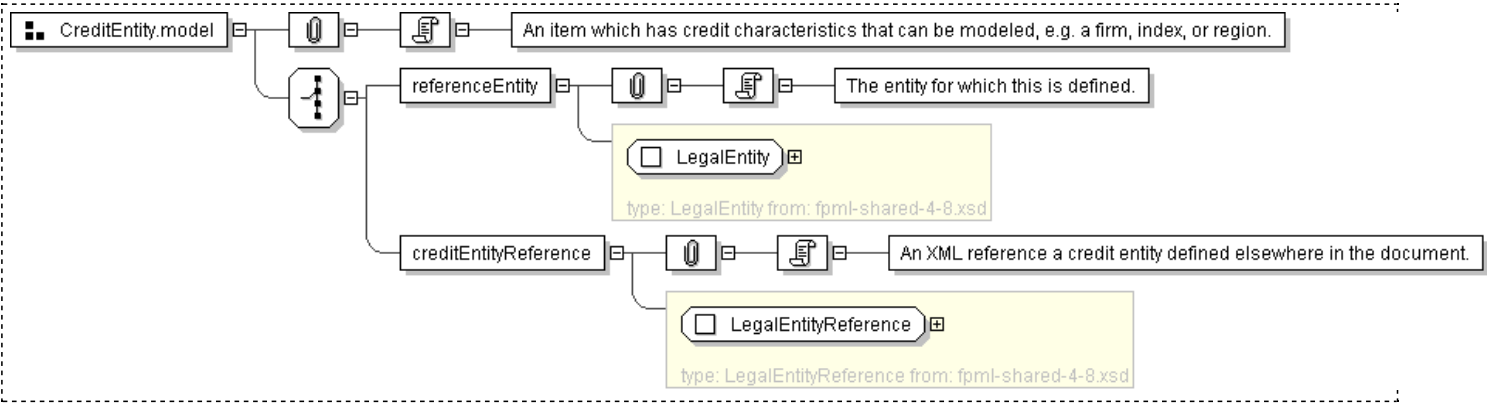 CreditEntity.model
An item which has credit characteristics that can be modeled, e.g. a firm, index, or region.
referenceEntity
The entity for which this is defined.
LegalEntity
type: LegalEntity from: fpml-shared-4-8.xsd
creditEntityReference
An XML reference a credit entity defined elsewhere in the document.
LegalEntityReference
type: LegalEntityReference from: fpml-shared-4-8.xsd